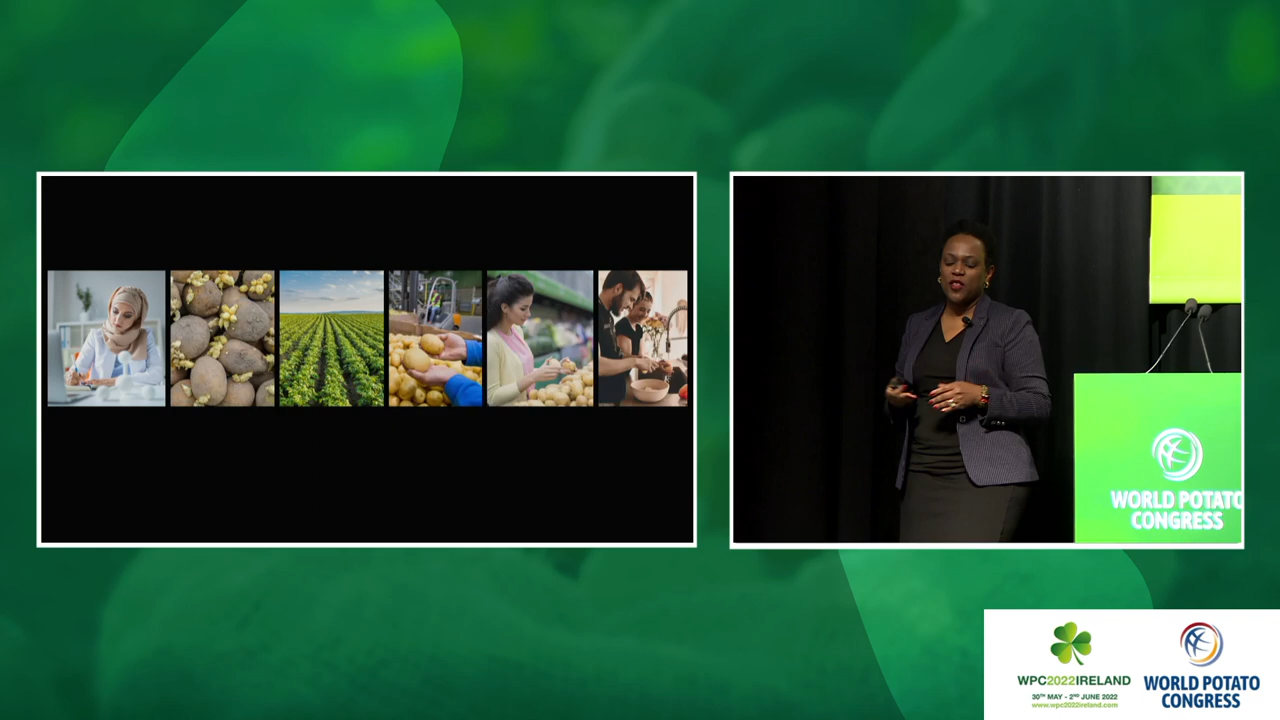 WORLD POTATO
CONGRESS
WPC2022IRELAND
30TH MAY - 2ND JUNE 2022
www.wpc2022ireland.com
WORLD POTATO
CONGRESS